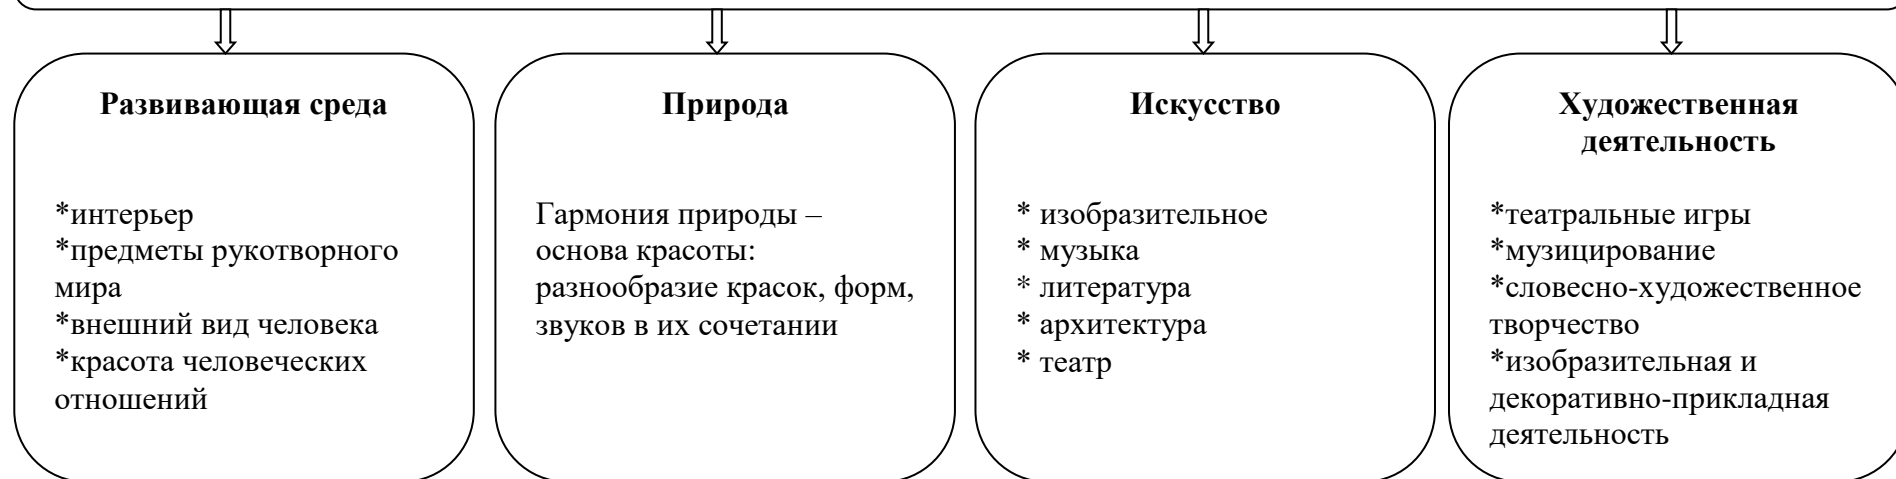 Развивающая среда
*интерьер
*предметы рукотворного
мира
*внешний вид человека
*красота человеческих
отношений
Природа
Гармония природы –
основа красоты:
разнообразие красок, форм,
звуков в их сочетании
Искусство
* изобразительное
* музыка
* литература
* архитектура
* театр
Художественная
деятельность
*театральные игры
*музицирование
*словесно-художественное
творчество
*изобразительная и
декоративно-прикладная
деятельность